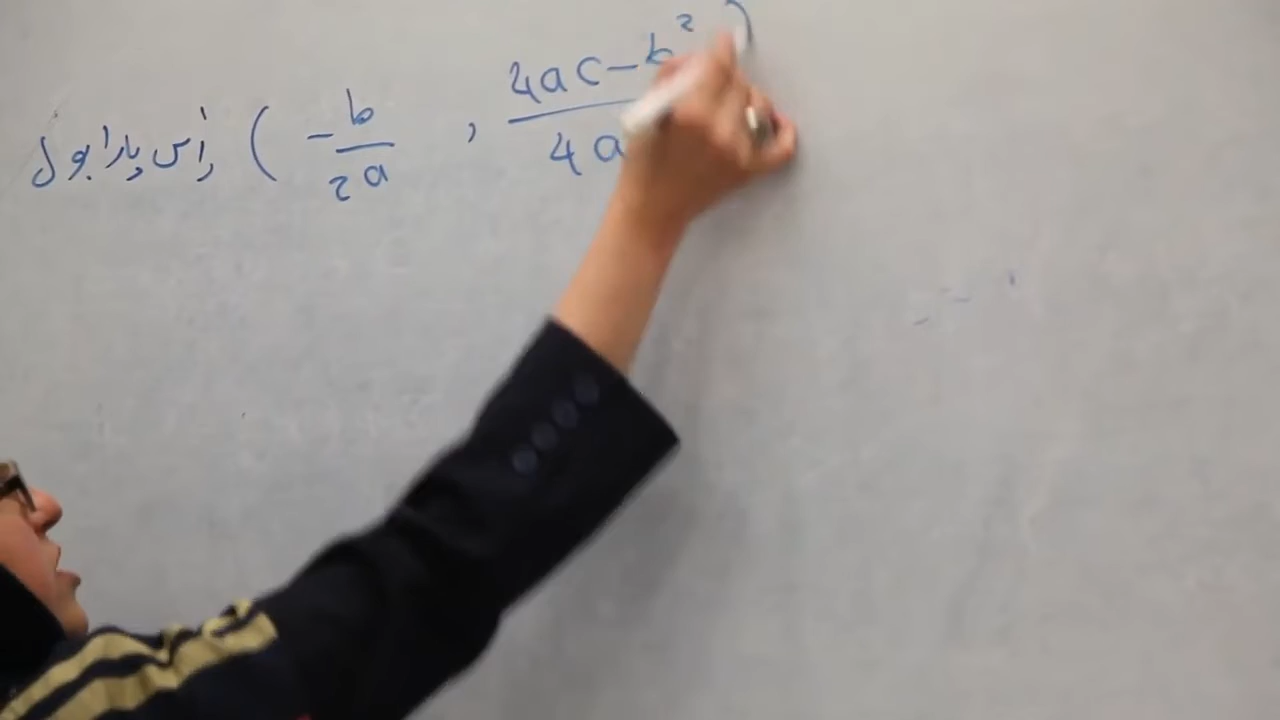 رأس پارابول ( -b/2a , 4ac-b²/4a )